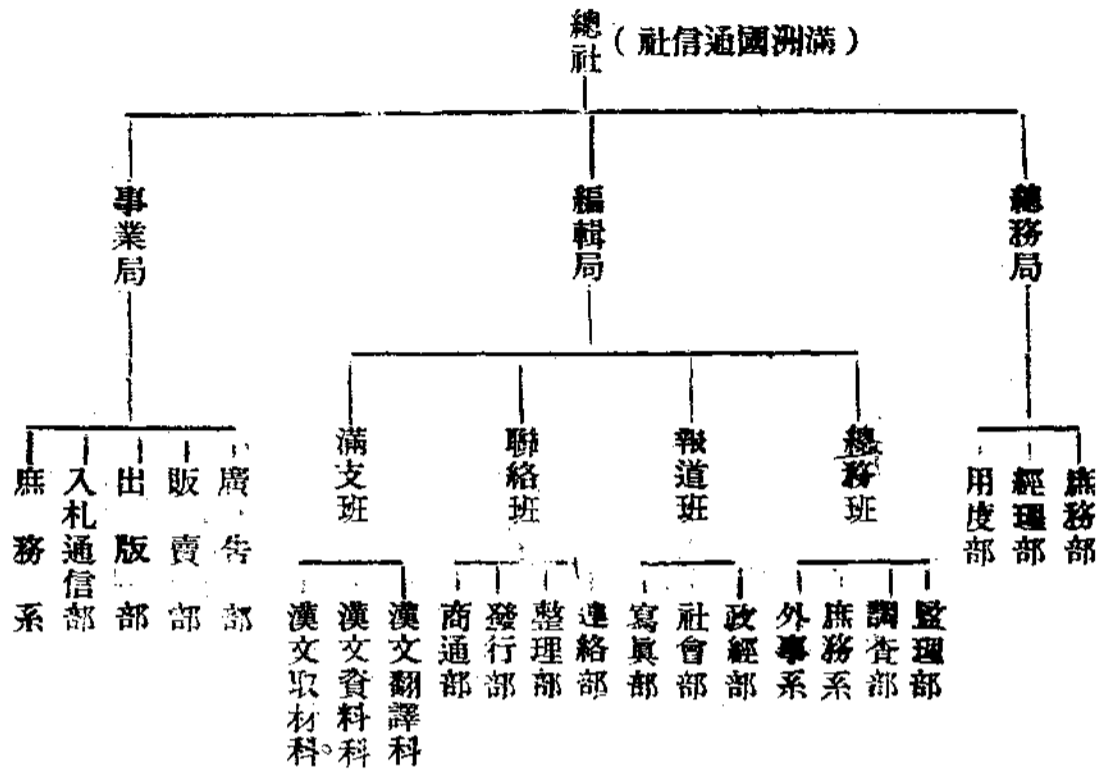 總社
(滿洲國通信社)
總務局
編輯局
事業局
庶務部
經理部
用度部
總務班
報道班
聯絡班
滿支班
廣告部
販賣部
出版部
入札通信部
庶務系
監理部
調査部
庶務系
外事系
政經部
社會部
寫眞部
連絡部
整理部
發行部
商通部
漢文翻譯科
漢文資料科
漢文取材科。